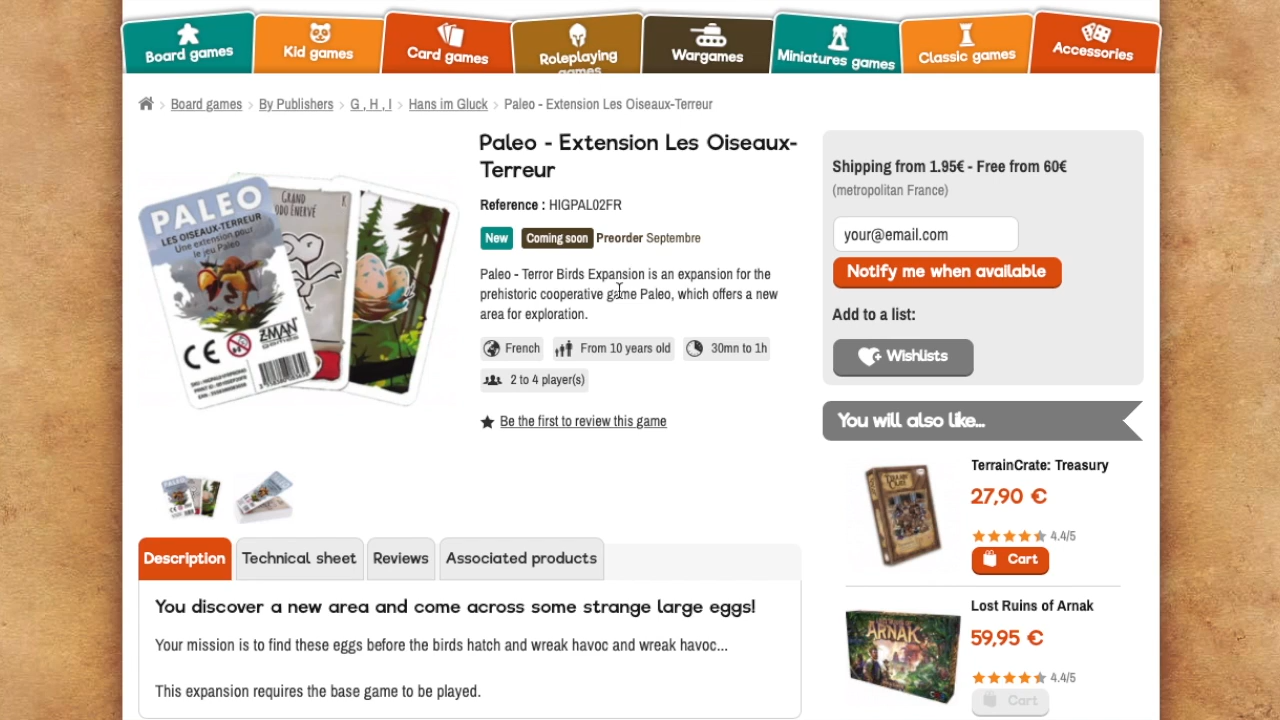 Board games
Kid games
Card games
Roleplaying
games
Wargames
Miniatures games
Classic games
Accessories
Board games > By Publishers > G , H , I > Hans im Gluck > Paleo - Extension Les Oiseaux-Terreur
PALEO
LES OISEAUX-TERREUR
Une extension pour
le jeu Paleo
CE
Z-MAN
GRAND
DODO ÉNERVÉ
Paleo - Extension Les Oiseaux-
Terreur
Reference : HIGPAL02FR
New Coming soon Preorder Septembre
Paleo - Terror Birds Expansion is an expansion for the
prehistoric cooperative game Paleo, which offers a new
area for exploration.
French From 10 years old 30mn to 1h
2 to 4 player(s)
Be the first to review this game
Shipping from 1.95€ - Free from 60€
(metropolitan France)
your@email.com
Notify me when available
Add to a list:
Wishlists
You will also like...
TerrainCrate: Treasury
27,90 €
4.4/5
Cart
Lost Ruins of Arnak
59,95 €
4.4/5
Cart
ARNAK
Description Technical sheet Reviews Associated products
You discover a new area and come across some strange large eggs!
Your mission is to find these eggs before the birds hatch and wreak havoc and wreak havoc...
This expansion requires the base game to be played.